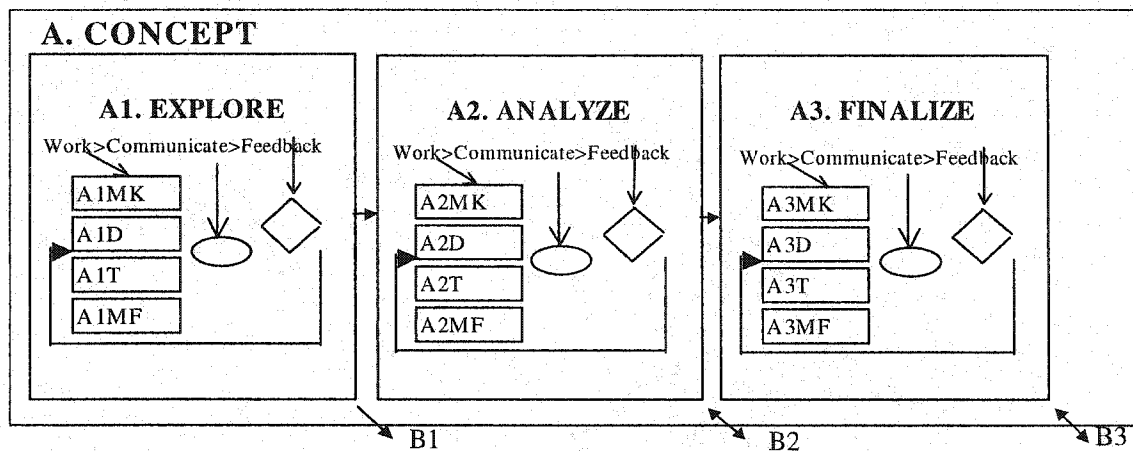 A. CONCEPT
A1. EXPLORE
Work>Communicate>Feedback
A1MK
A1D
A1T
A1MF
A2. ANALYZE
Work>Communicate>Feedback
A2MK
A2D
A2T
A2MF
A3. FINALIZE
Work>Communicate>Feedback
A3MK
A3D
A3T
A3MF
B1
B2
B3